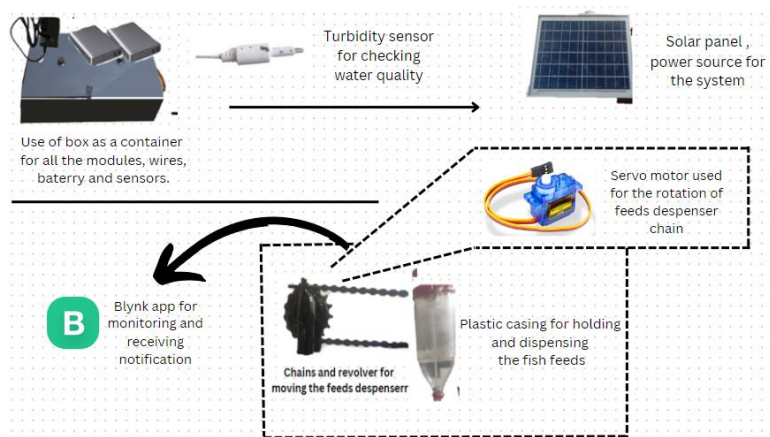 Turbidity sensor
for checking
water quality
Solar panel ,
power source for
the system
Use of box as a container
for all the modules, wires,
baterry and sensors.
Servo motor used
for the rotation of
feeds despenser
chain
B
Blynk app for
monitoring and
receiving
notification
Plastic casing for holding
and dispensing
the fish feeds
Chains and revolver for
moving the feeds despenserr